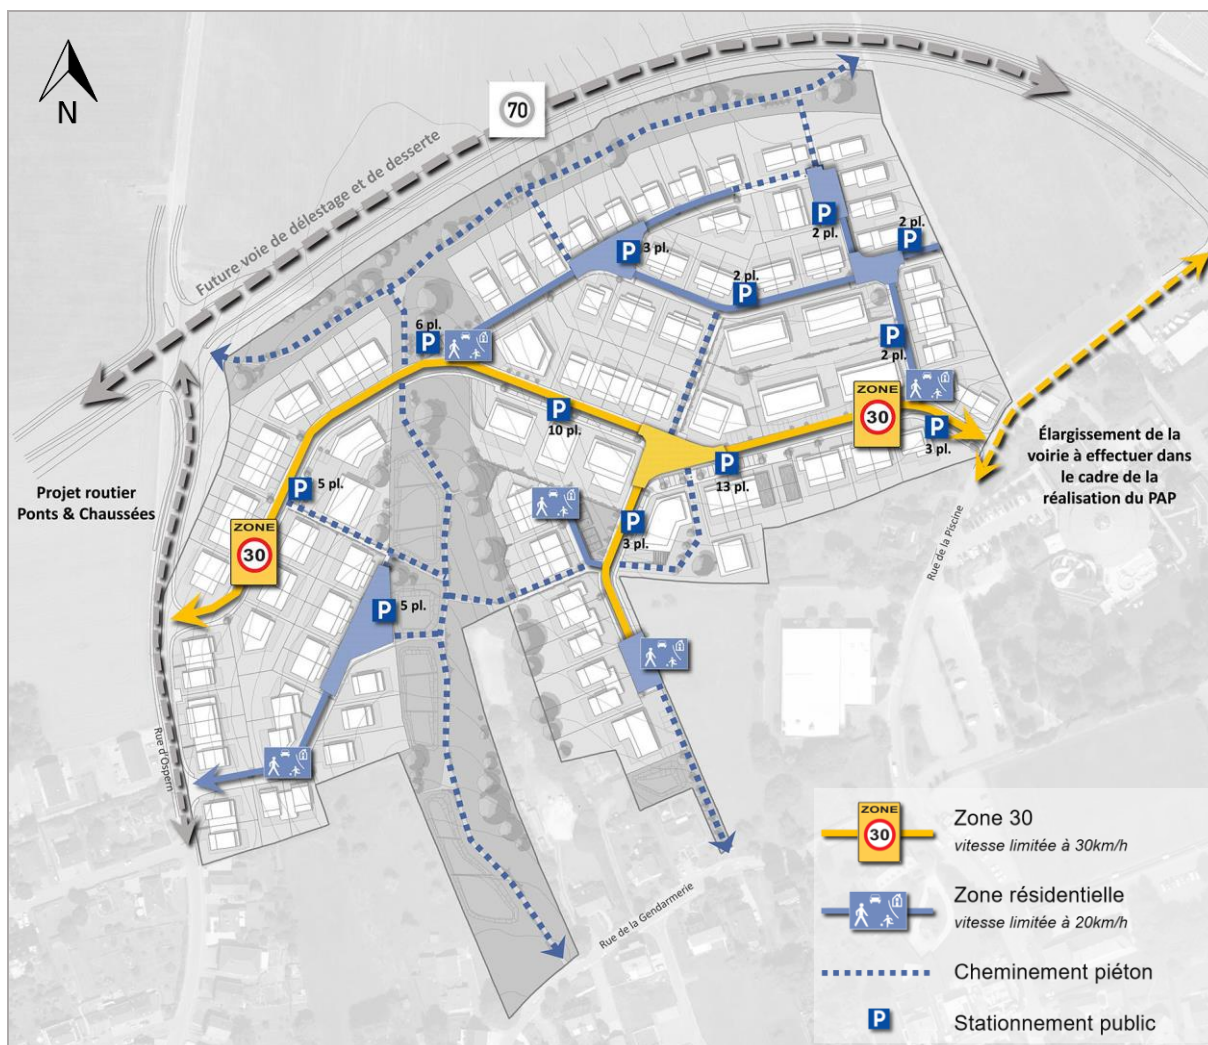 N
70
Future voie de délestage et de desserte
P
2 pl.
P
2 pl.
P
3 pl.
P
2 pl.
P
6 pl.
P
2 pl.
ZONE
30
P
10 pl.
P
3 pl.
P
13 pl.
Élargissement de la
voirie à effectuer dans
le cadre de la
réalisation du PAP
Projet routier
Ponts & Chaussées
P
5 pl.
ZONE
30
P
3 pl.
Rue de la Piscine
P
5 pl.
Rue d'Ospern
Rue de la Gendarmerie
ZONE
30
Zone 30
vitesse limitée à 30km/h
Zone résidentielle
vitesse limitée à 20km/h
Cheminement piéton
P
Stationnement public